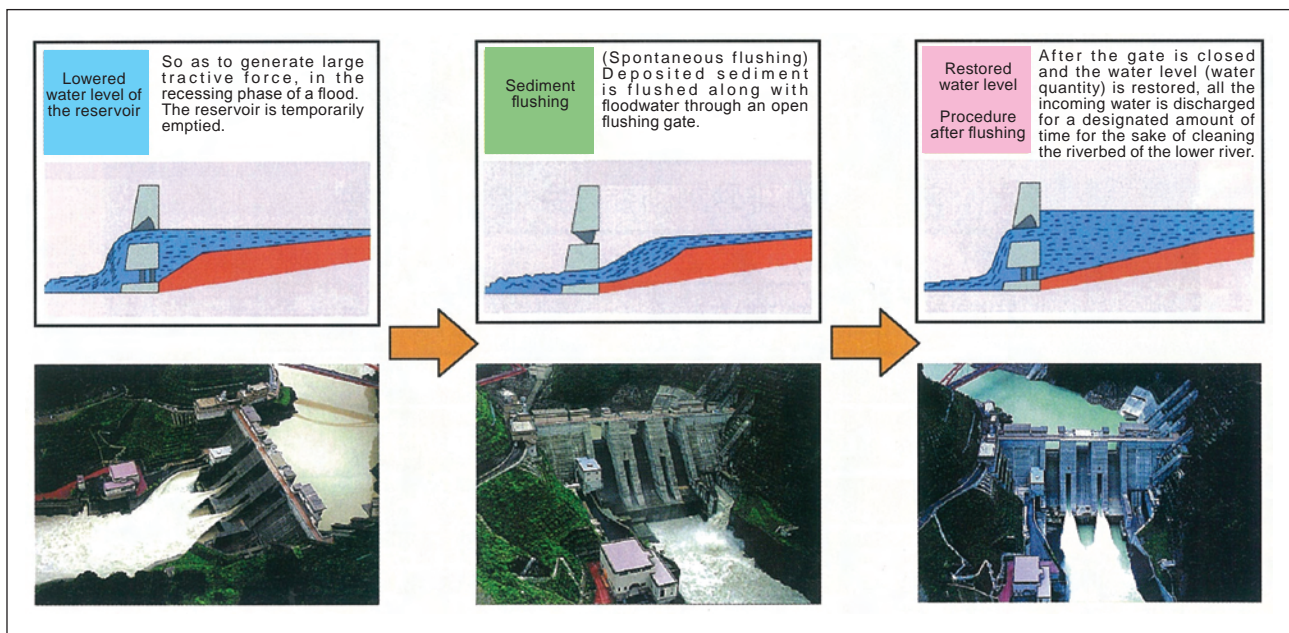 Lowered
water level of
the reservoir
So as to generate large
tractive force, in the
recessing phase of a flood.
The reservoir is temporarily
emptied.
Sediment
flushing
(Spontaneous flushing)
Deposited sediment
is flushed along with
floodwater through an open
flushing gate.
Restored
water level
Procedure
after flushing
After the gate is closed
and the water level (water
quantity) is restored, all the
incoming water is discharged
for a designated amount of
time for the sake of cleaning
the riverbed of the lower river.